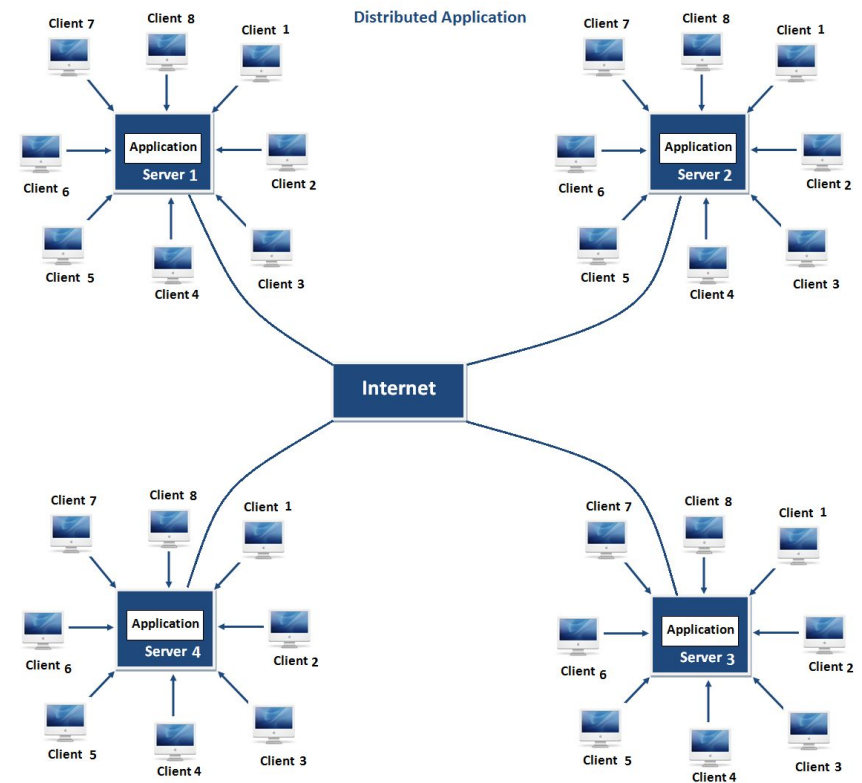 Distributed Application
Client 7
Client 8
Client 1
Client 6
Application
Server 1
Client 2
Client 5
Client 4
Client 3
Client 7
Client 8
Client 1
Client 6
Application
Server 2
Client 2
Client 5
Client 4
Client 3
Internet
Client 7
Client 8
Client 1
Client 6
Application
Server 4
Client 2
Client 5
Client 4
Client 3
Client 7
Client 8
Client 1
Client 6
Application
Server 3
Client 2
Client 5
Client 4
Client 3